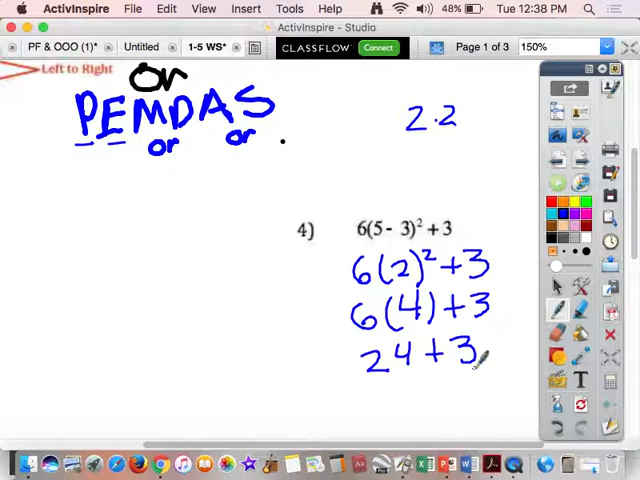 ActivInspire File Edit View Insert Tools Help 48% Tue 12:38 PM
ActivInspire - Studio
PF & OOO (1)* Untitled 1-5 WS* CLASSFLOW Connect Page 1 of 3 150%
Left to Right
or
PEMDAS
or or .
2·2
4) 6(5 - 3)² + 3
6(2)² + 3
6(4) + 3
24 + 3